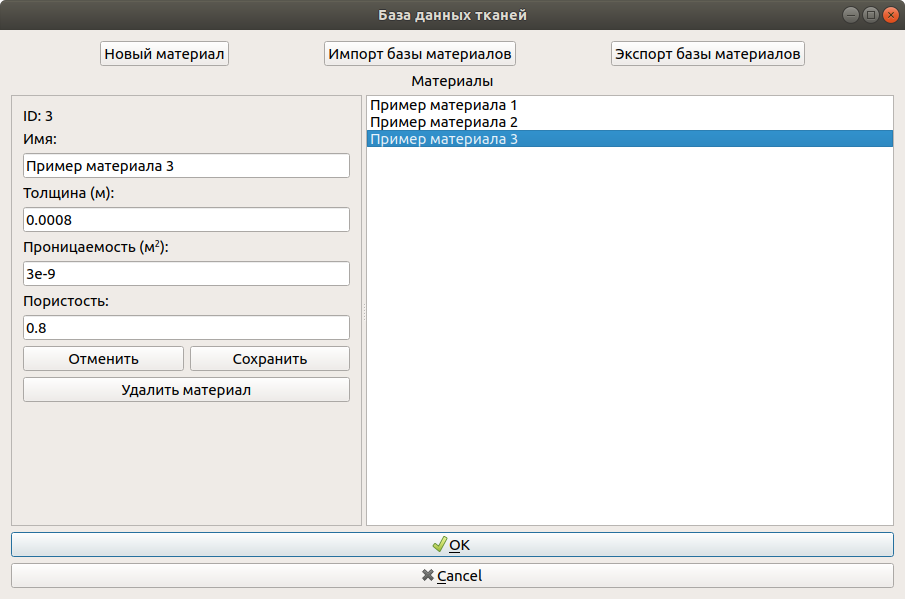 База данных тканей
Новый материал
Импорт базы материалов
Экспорт базы материалов
Материалы
ID: 3
Имя:
Пример материала 3
Толщина (м):
0.0008
Проницаемость (м²):
3e-9
Пористость:
0.8
Отменить
Сохранить
Удалить материал
Пример материала 1
Пример материала 2
Пример материала 3
OK
Cancel